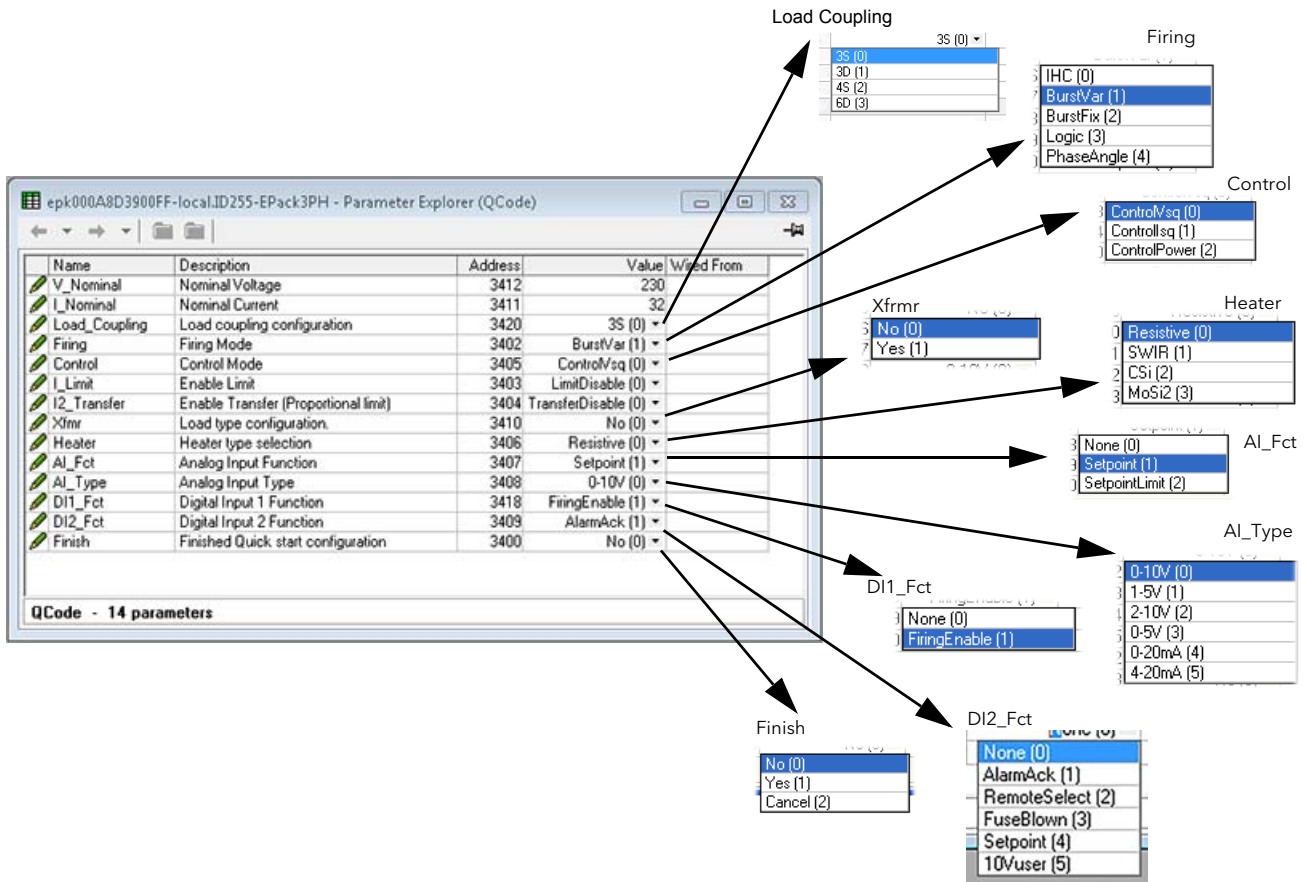 Load Coupling
3S (0)
3S (0)
3D (1)
4S (2)
6D (3)
Firing
IHC (0)
BurstVar (1)
BurstFix (2)
Logic (3)
PhaseAngle (4)
Control
ControlVsq (0)
ControlIsq (1)
ControlPower (2)
Xfrmr
No (0)
Yes (1)
Heater
Resistive (0)
SWIR (1)
CSi (2)
MoSi2 (3)
AI_Fct
None (0)
Setpoint (1)
SetpointLimit (2)
AI_Type
0-10V (0)
1-5V (1)
2-10V (2)
0-5V (3)
0-20mA (4)
4-20mA (5)
epk000A8D3900FF-local.ID255-EPack3PH - Parameter Explorer (QCode)
Name Description Address Value Wired From
V_Nominal Nominal Voltage 3412 230
I_Nominal Nominal Current 3411 32
Load_Coupling Load coupling configuration 3420 3S (0)
Firing Firing Mode 3402 BurstVar (1)
Control Control Mode 3405 ControlVsq (0)
I_Limit Enable Limit 3403 LimitDisable (0)
I2_Transfer Enable Transfer (Proportional limit) 3404 TransferDisable (0)
Xfmr Load type configuration. 3410 No (0)
Heater Heater type selection 3406 Resistive (0)
AI_Fct Analog Input Function 3407 Setpoint (1)
AI_Type Analog Input Type 3408 0-10V (0)
DI1_Fct Digital Input 1 Function 3418 FiringEnable (1)
DI2_Fct Digital Input 2 Function 3409 AlarmAck (1)
Finish Finished Quick start configuration 3400 No (0)
QCode - 14 parameters
DI1_Fct
None (0)
FiringEnable (1)
Finish
No (0)
Yes (1)
Cancel (2)
DI2_Fct
None (0)
AlarmAck (1)
RemoteSelect (2)
FuseBlown (3)
Setpoint (4)
10Vuser (5)